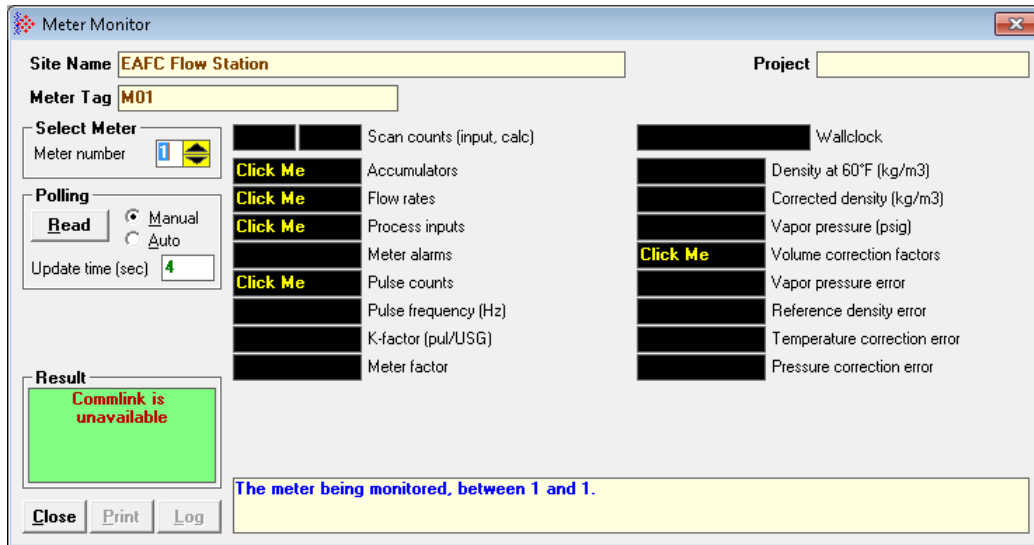 Meter Monitor
Site Name EAFC Flow Station Project
Meter Tag M01
Select Meter
Meter number 1
Scan counts (input, calc) Wallclock
Click Me Accumulators Density at 60°F (kg/m3)
Click Me Flow rates Corrected density (kg/m3)
Click Me Process inputs Vapor pressure (psig)
Meter alarms Click Me Volume correction factors
Click Me Pulse counts Vapor pressure error
Pulse frequency (Hz) Reference density error
K-factor (pul/USG) Temperature correction error
Meter factor Pressure correction error
Polling
Read Manual
Auto
Update time (sec) 4
Result
Commlink is
unavailable
The meter being monitored, between 1 and 1.
Close Print Log